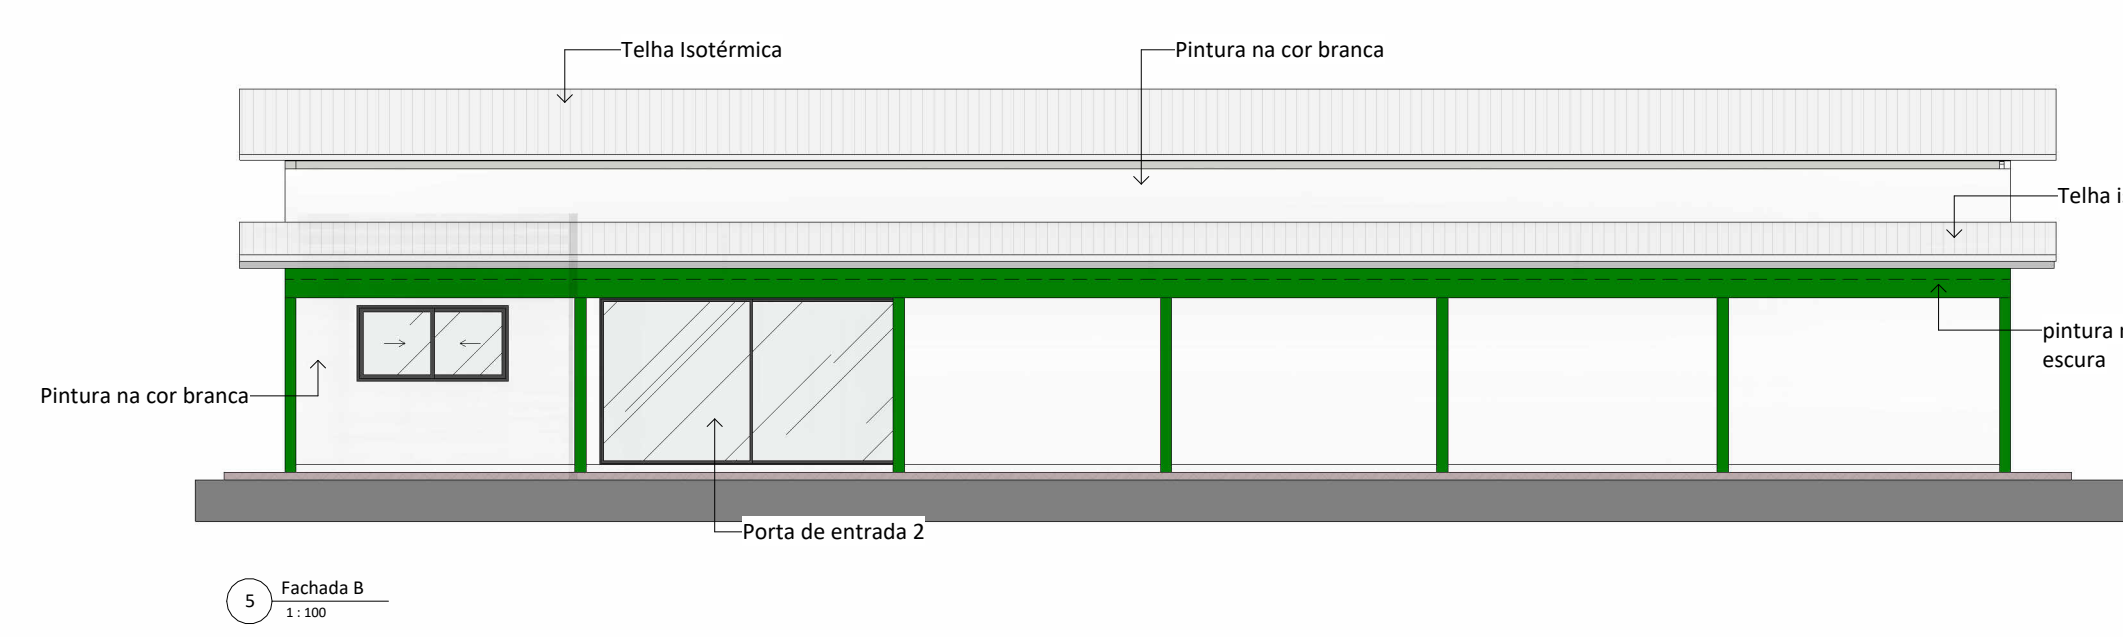 Telha Isotérmica
Pintura na cor branca
Telha
pintura
escura
Pintura na cor branca
Porta de entrada 2
5
Fachada B
1 : 100